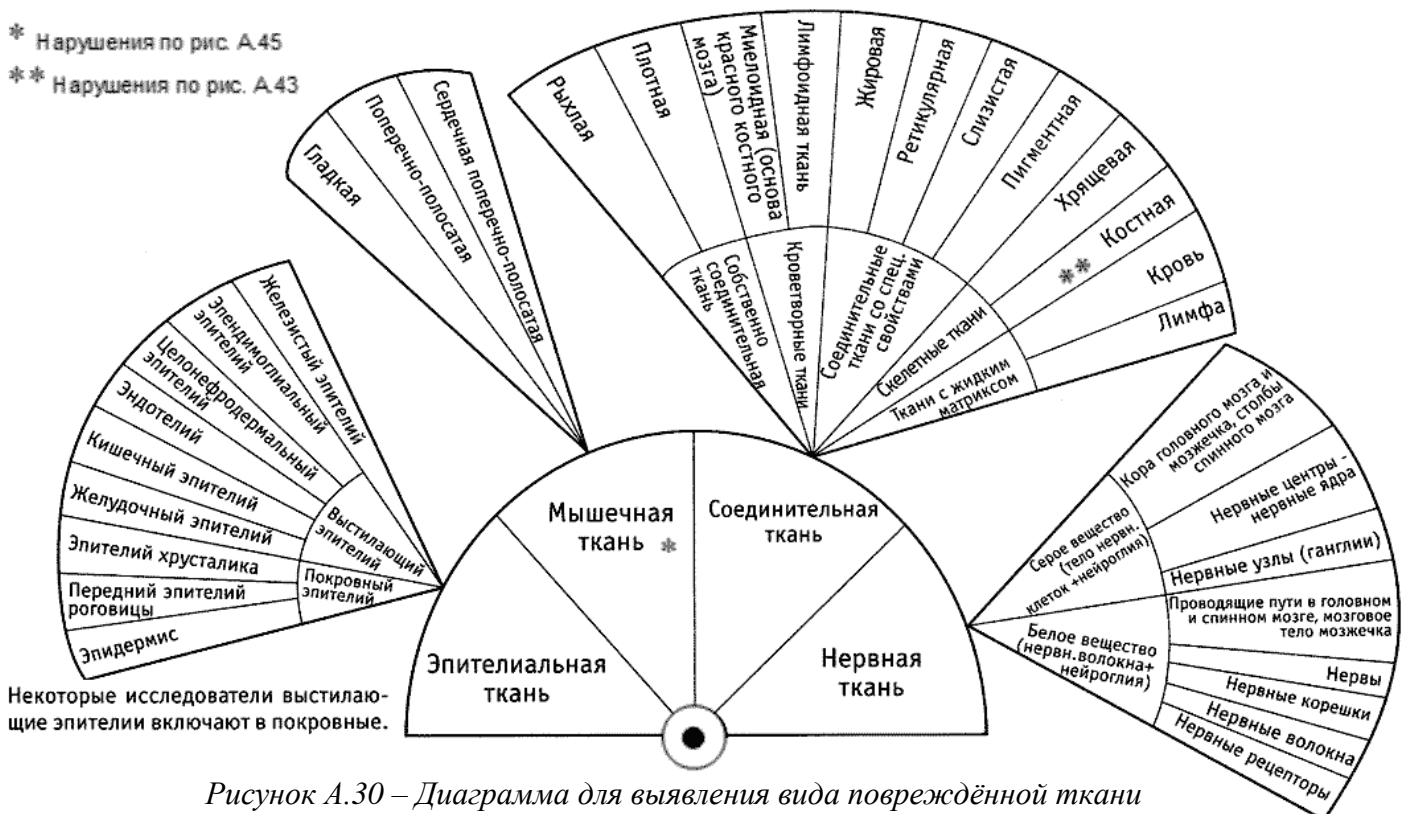 * Нарушения по рис. А.45
** Нарушения по рис. А.43
Гладкая
Поперечно-полосатая
Сердечная поперечно-полосатая
Рыхлая
Плотная
Миелоидная (основа
красного костного
мозга)
Лимфоидная ткань
Жировая
Ретикулярная
Слизистая
Пигментная
Хрящевая
Костная
**
Кровь
Лимфа
Собственно
соединительная
ткань
Кроветворные ткани
Соединительные
ткани со спец.
свойствами
Скелетные ткани
Ткани с жидким
матриксом
Железистый эпителий
Эпендимоглиальный
эпителий
Целонефродермальный
эпителий
Эндотелий
Кишечный эпителий
Желудочный эпителий
Эпителий хрусталика
Передний эпителий
роговицы
Эпидермис
Выстилающий
эпителий
Покровный
эпителий
Кора головного мозга и
мозжечка, столбы
спинного мозга
Нервные центры -
нервные ядра
Нервные узлы (ганглии)
Проводящие пути в головном
и спинном мозге, мозговое
тело мозжечка
Нервы
Нервные корешки
Нервные волокна
Нервные рецепторы
Серое вещество
(тело нервн.
клеток +нейроглия)
Белое вещество
(нервн.волокна+
нейроглия)
Эпителиальная
ткань
Мышечная
ткань *
Соединительная
ткань
Нервная
ткань
Некоторые исследователи выстилаю-
щие эпителии включают в покровные.
Рисунок А.30 – Диаграмма для выявления вида повреждённой ткани